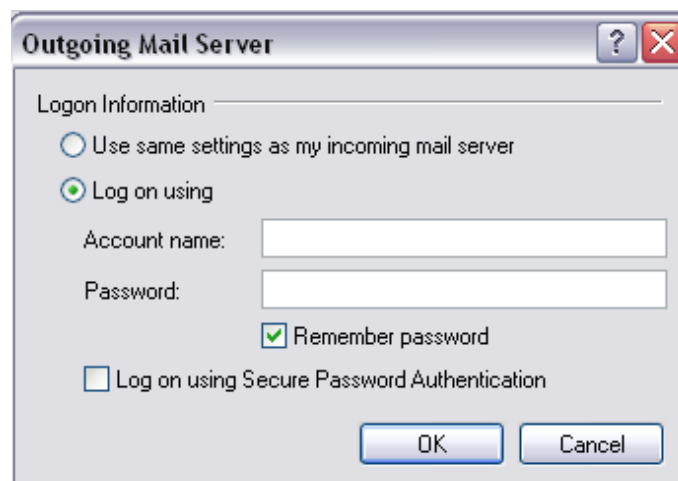 Outgoing Mail Server
Logon Information
Use same settings as my incoming mail server
Log on using
Account name:
Password:
Remember password
Log on using Secure Password Authentication
OK Cancel